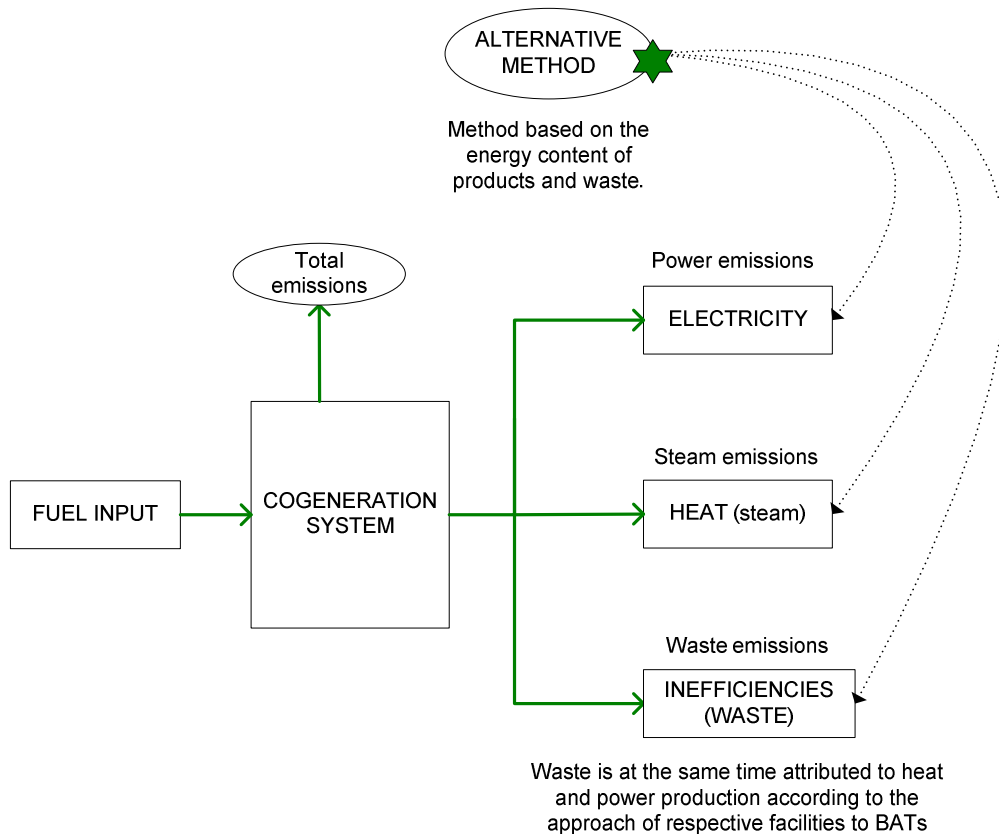 ALTERNATIVE
METHOD
Method based on the
energy content of
products and waste.
Total
emissions
Power emissions
ELECTRICITY
Steam emissions
FUEL INPUT
COGENERATION
SYSTEM
HEAT (steam)
Waste emissions
INEFFICIENCIES
(WASTE)
Waste is at the same time attributed to heat
and power production according to the
approach of respective facilities to BATs